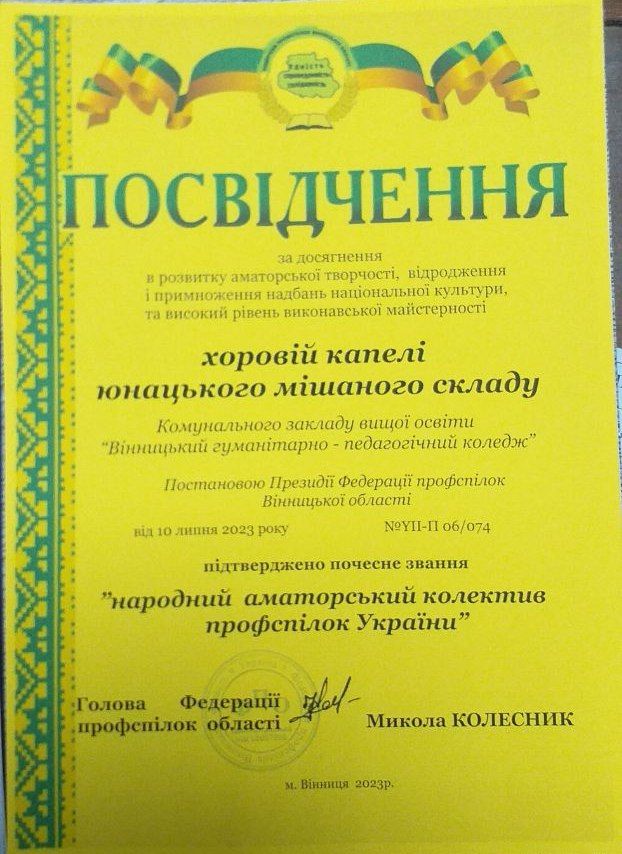 Єдність
справедливість
солідарність
ПОСВІДЧЕННЯ
за досягнення
в розвитку аматорської творчості, відродження
і примноження надбань національної культури,
та високий рівень виконавської майстерності
хоровій капелі
юнацького мішаного складу
Комунального закладу вищої освіти
“Вінницький гуманітарно - педагогічний коледж”
Постановою Президії Федерації профспілок
Вінницької області
від 10 липня 2023 року №YII-П 06/074
підтверджено почесне звання
”народний аматорський колектив
профспілок України”
Голова Федерації
профспілок області Микола КОЛЕСНИК
м. Вінниця 2023р.